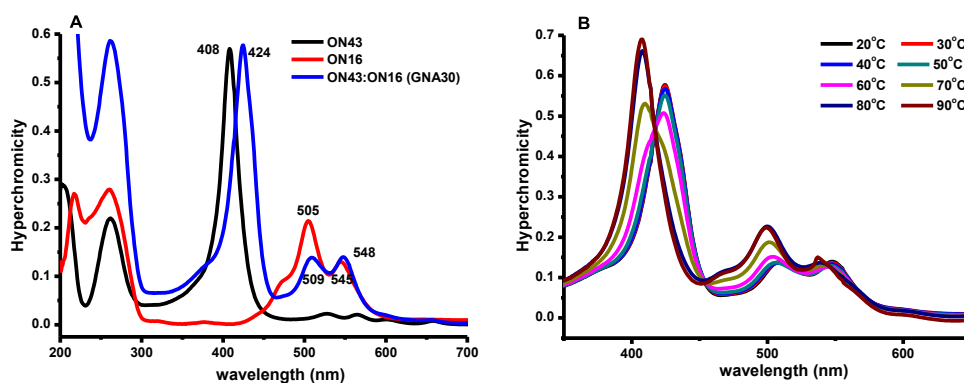 A
0.6
0.5
0.4
0.3
0.2
0.1
0.0
Hyperchromicity
200 300 400 500 600 700
wavelength (nm)
408
424
505
509
545
548
ON43
ON16
ON43:ON16 (GNA30)
B
0.7
0.6
0.5
0.4
0.3
0.2
0.1
0.0
Hyperchromicity
400 500 600
wavelength (nm)
20°C 30°C
40°C 50°C
60°C 70°C
80°C 90°C